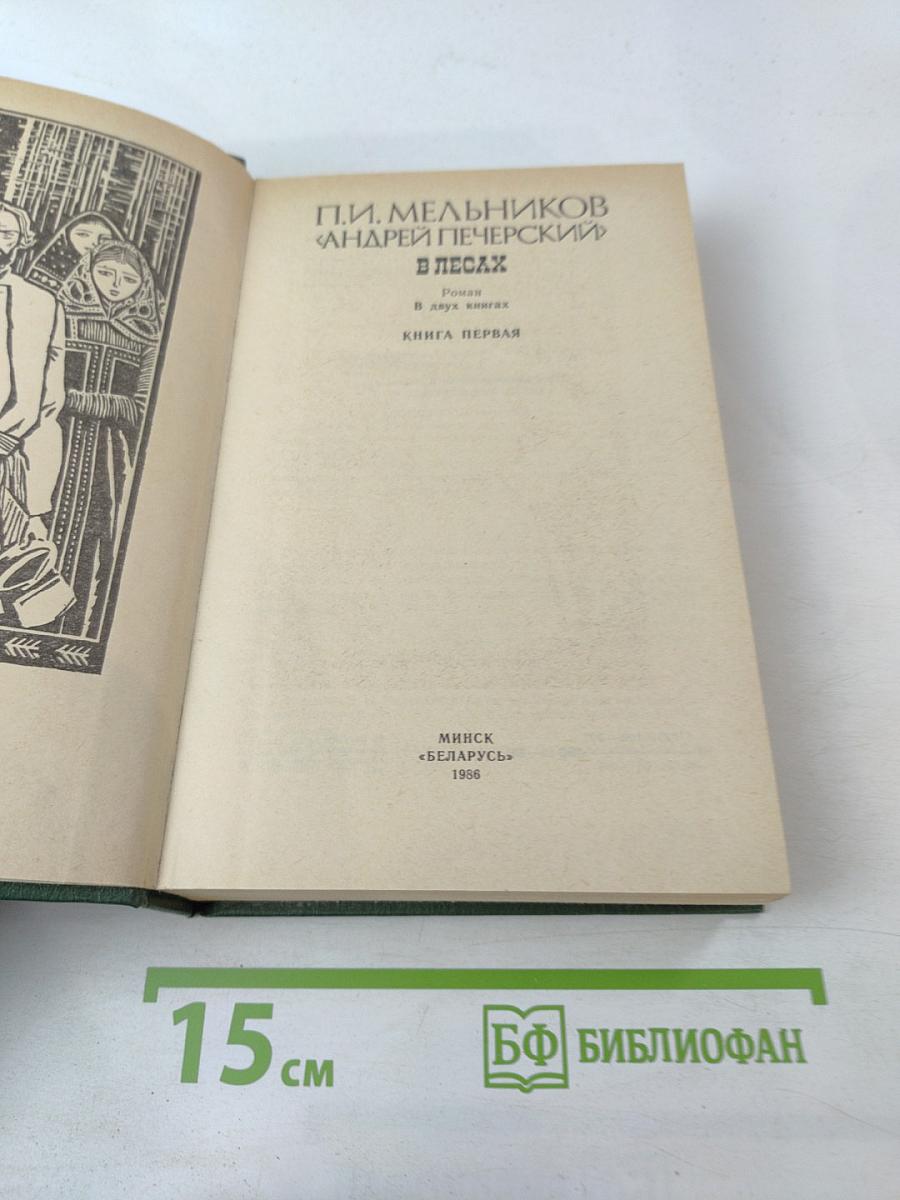 П.И. МЕЛЬНИКОВ
‹АНДРЕЙ ПЕЧЕРСКИЙ›
В ЛЕСАХ
Роман
В двух книгах
КНИГА ПЕРВАЯ
МИНСК
«БЕЛАРУСЬ»
1986
15 см
БФ БИБЛИОФАН